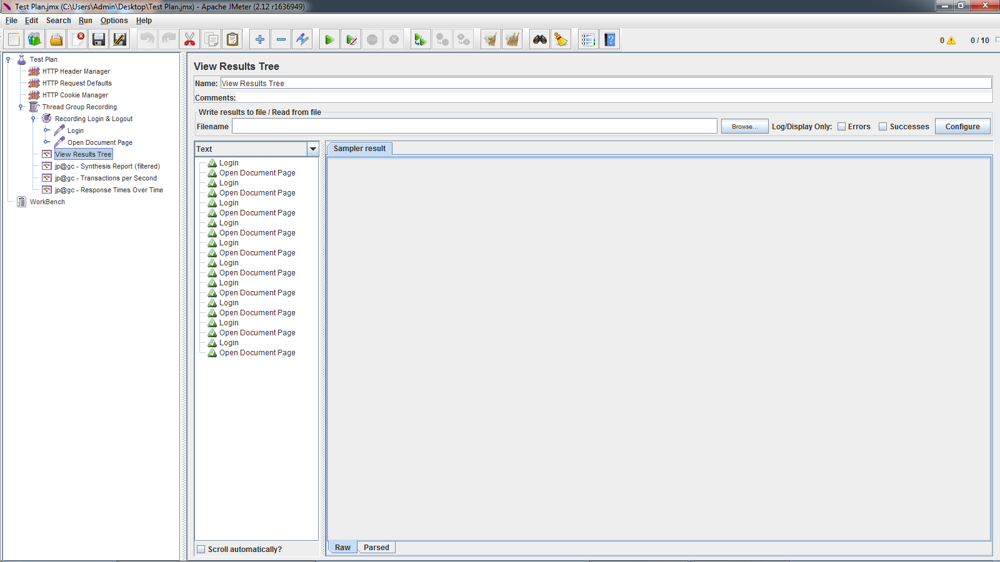 Test Plan.jmx (C:\Users\Admin\Desktop\Test Plan.jmx) - Apache JMeter (2.12 r1636949)
File Edit Search Run Options Help
0 0 / 10
Test Plan
HTTP Header Manager
HTTP Request Defaults
HTTP Cookie Manager
Thread Group Recording
Recording Login & Logout
Login
Open Document Page
View Results Tree
jp@gc - Synthesis Report (filtered)
jp@gc - Transactions per Second
jp@gc - Response Times Over Time
WorkBench
View Results Tree
Name: View Results Tree
Comments:
Write results to file / Read from file
Filename Browse... Log/Display Only: Errors Successes Configure
Text
Login
Open Document Page
Login
Open Document Page
Login
Open Document Page
Login
Open Document Page
Login
Open Document Page
Login
Open Document Page
Login
Open Document Page
Login
Open Document Page
Login
Open Document Page
Login
Open Document Page
Scroll automatically?
Sampler result
Raw Parsed